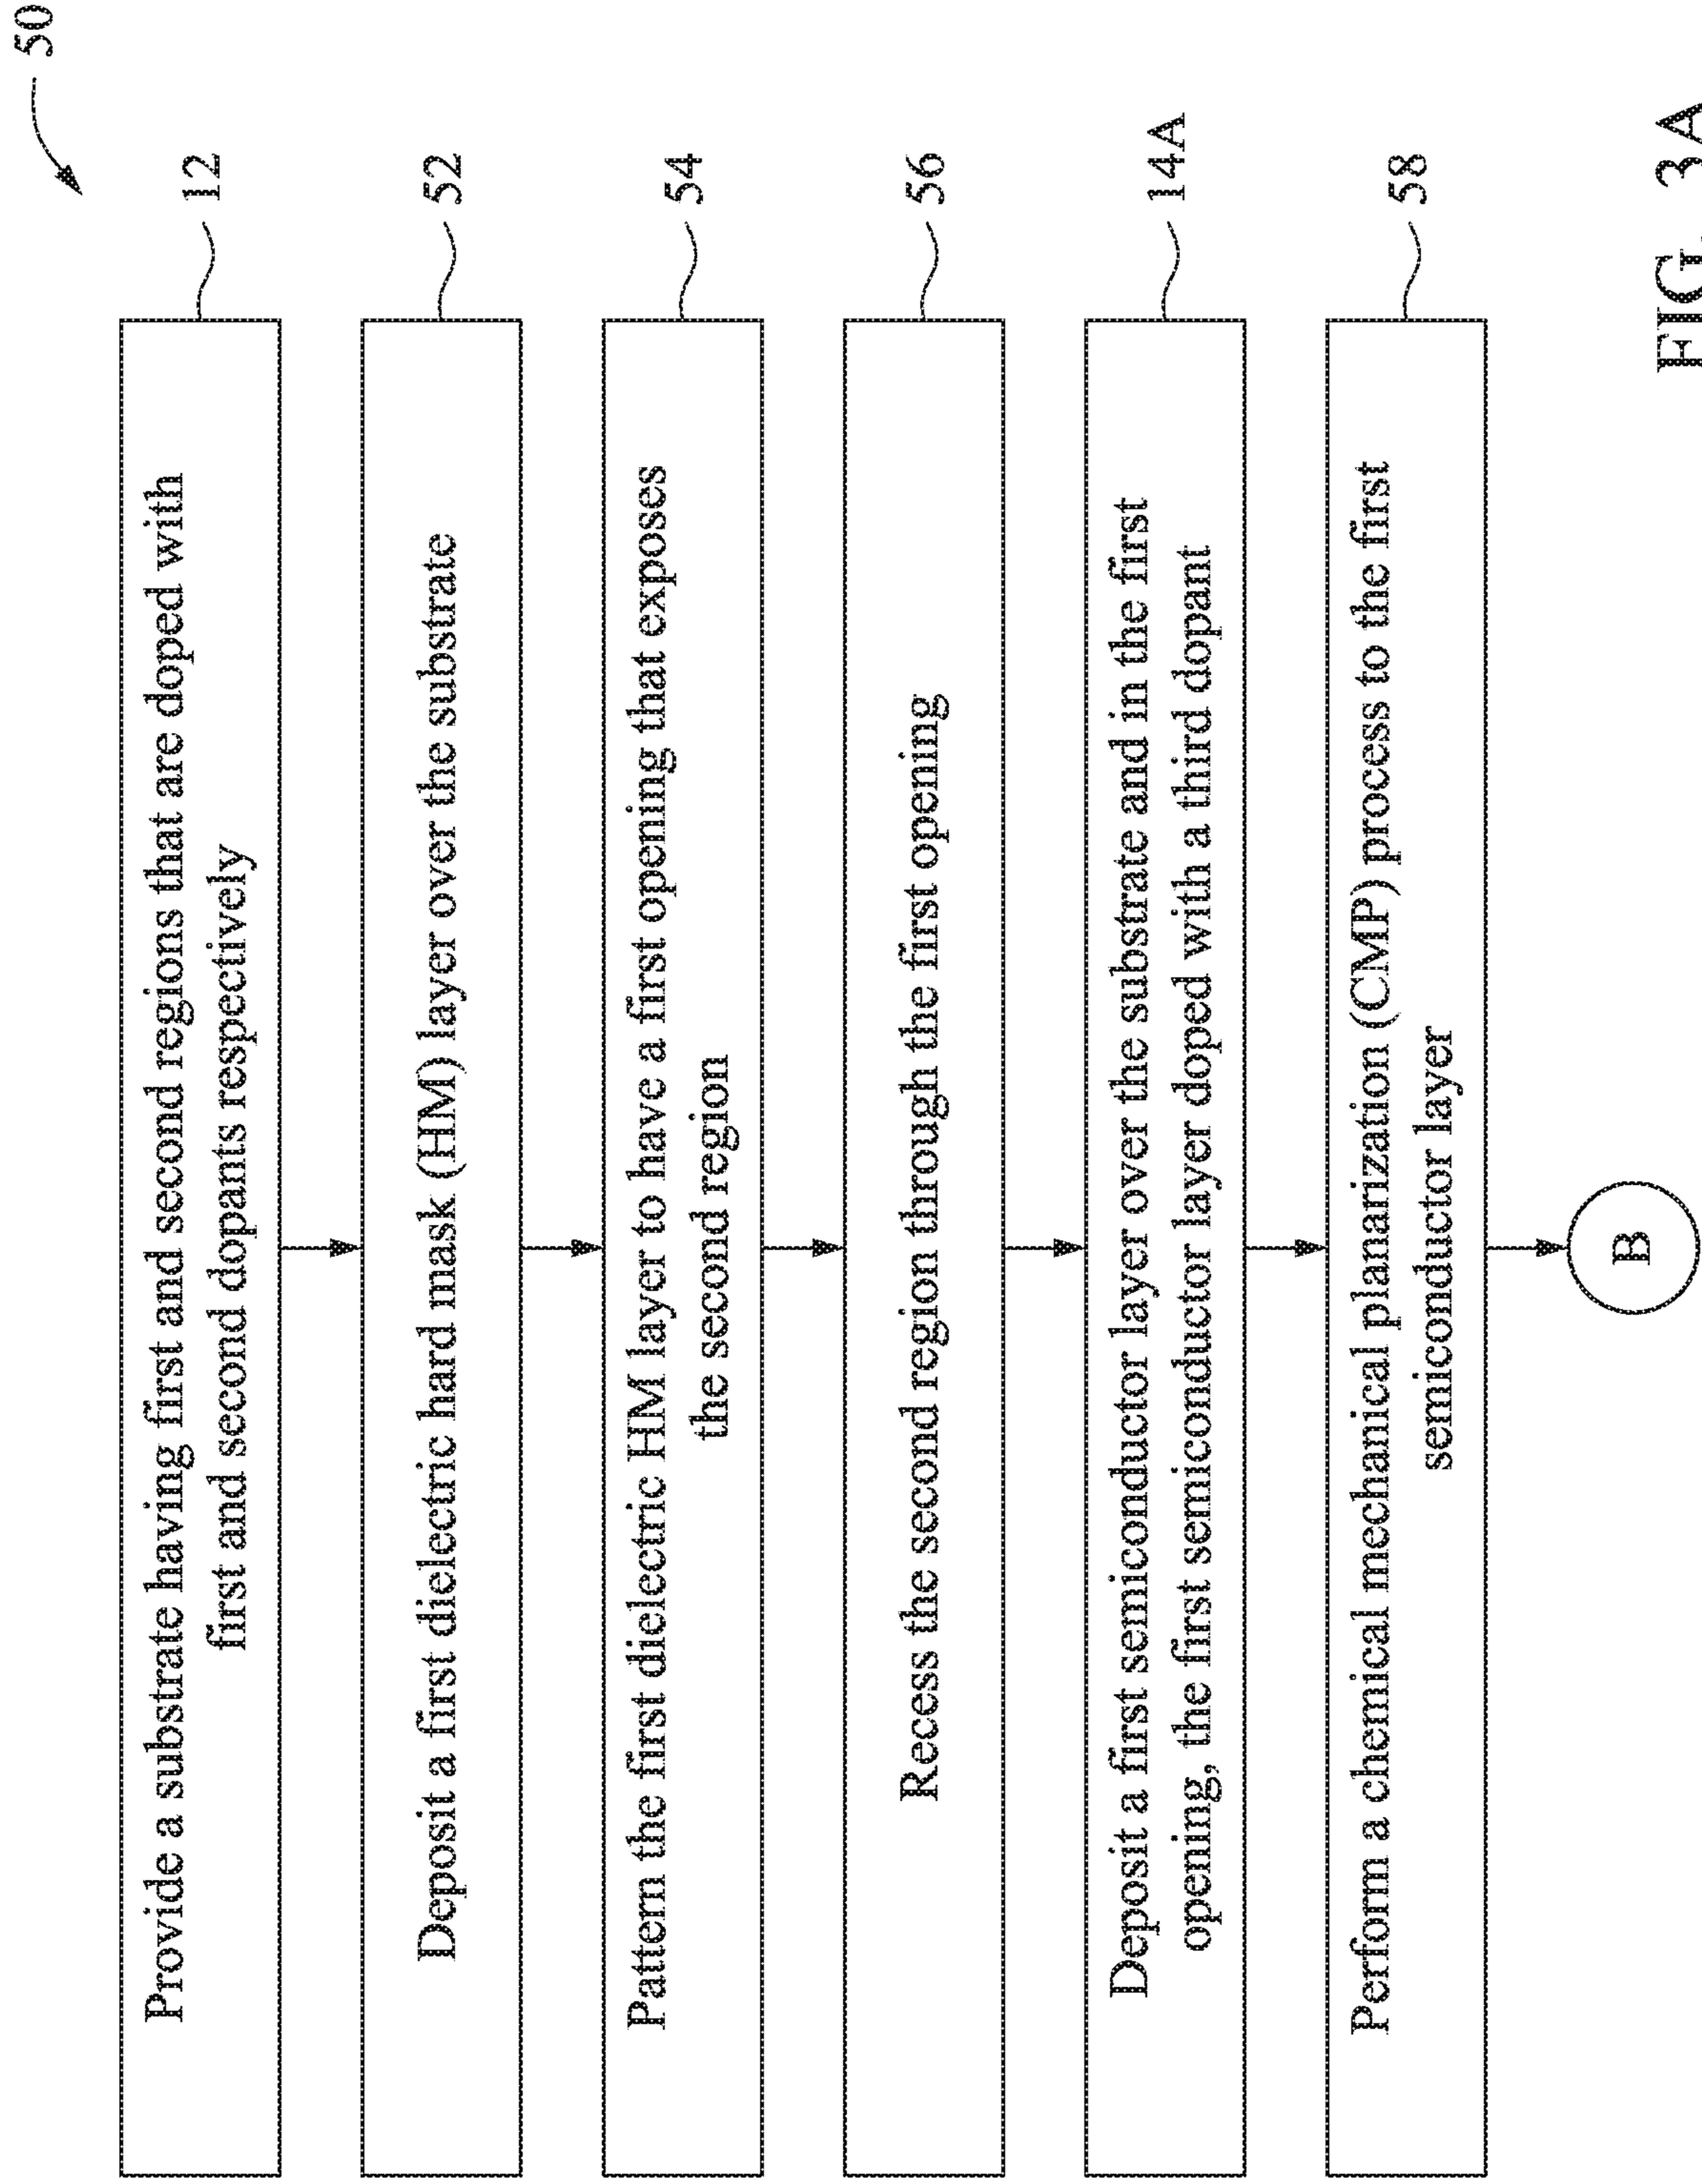 50
Provide a substrate having first and second regions that are doped with
first and second dopants respectively
12
Deposit a first dielectric hard mask (HM) layer over the substrate
52
Pattern the first dielectric HM layer to have a first opening that exposes
the second region
54
Recess the second region through the first opening
56
Deposit a first semiconductor layer over the substrate and in the first
opening, the first semiconductor layer doped with a third dopant
14A
Perform a chemical mechanical planarization (CMP) process to the first
semiconductor layer
58
B
FIG. 3A